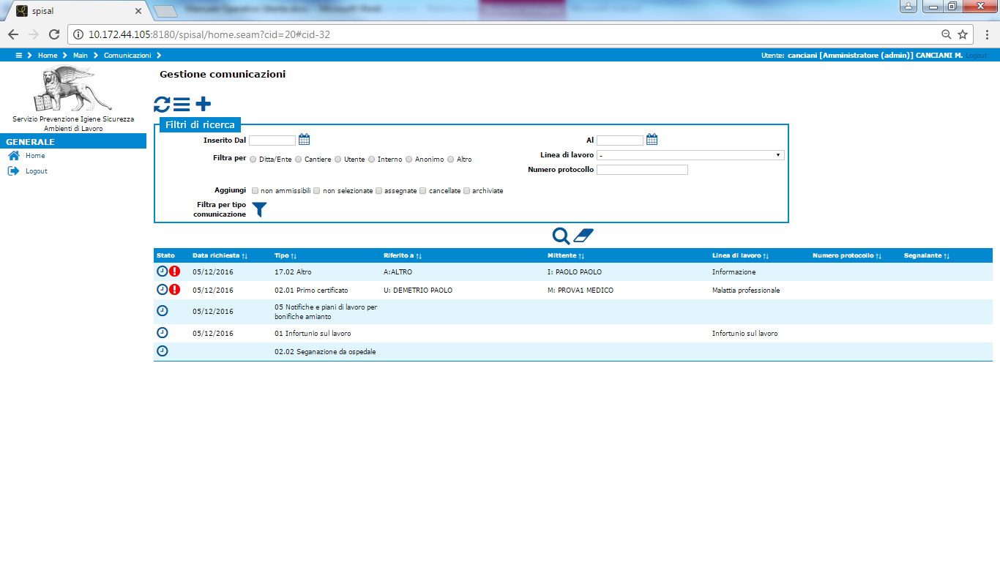 spisal
10.172.44.105:8180/spisal/home.seam?cid=20#cid-32
Home Main Comunicazioni
Utente: canciani [Amministratore (admin)] CANCIANI M. Logout
Servizio Prevenzione Igiene Sicurezza
Ambienti di Lavoro
GENERALE
Home
Logout
Gestione comunicazioni
Filtri di ricerca
Inserito Dal Al
Filtra per Ditta/Ente Cantiere Utente Interno Anonimo Altro Linea di lavoro -
Numero protocollo
Aggiungi non ammissibili non selezionate assegnate cancellate archiviate
Filtra per tipo
comunicazione
Stato Data richiesta ↑↓ Tipo ↑↓ Riferito a ↑↓ Mittente ↑↓ Linea di lavoro ↑↓ Numero protocollo ↑↓ Segnalante ↑↓
05/12/2016 17.02 Altro A:ALTRO I: PAOLO PAOLO Informazione
05/12/2016 02.01 Primo certificato U: DEMETRIO PAOLO M: PROVA1 MEDICO Malattia professionale
05/12/2016 05 Notifiche e piani di lavoro per
bonifiche amianto
05/12/2016 01 Infortunio sul lavoro Infortunio sul lavoro
02.02 Seganazione da ospedale